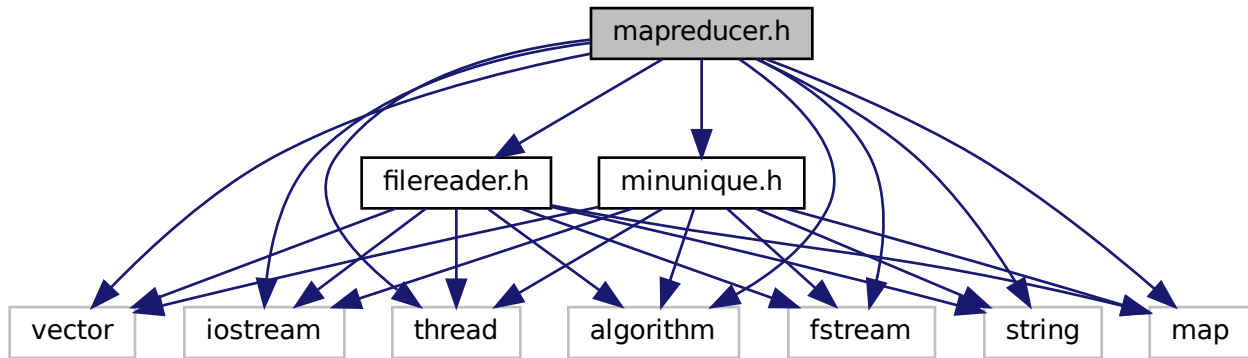 mapreducer.h
filereader.h
minunique.h
vector
iostream
thread
algorithm
fstream
string
map